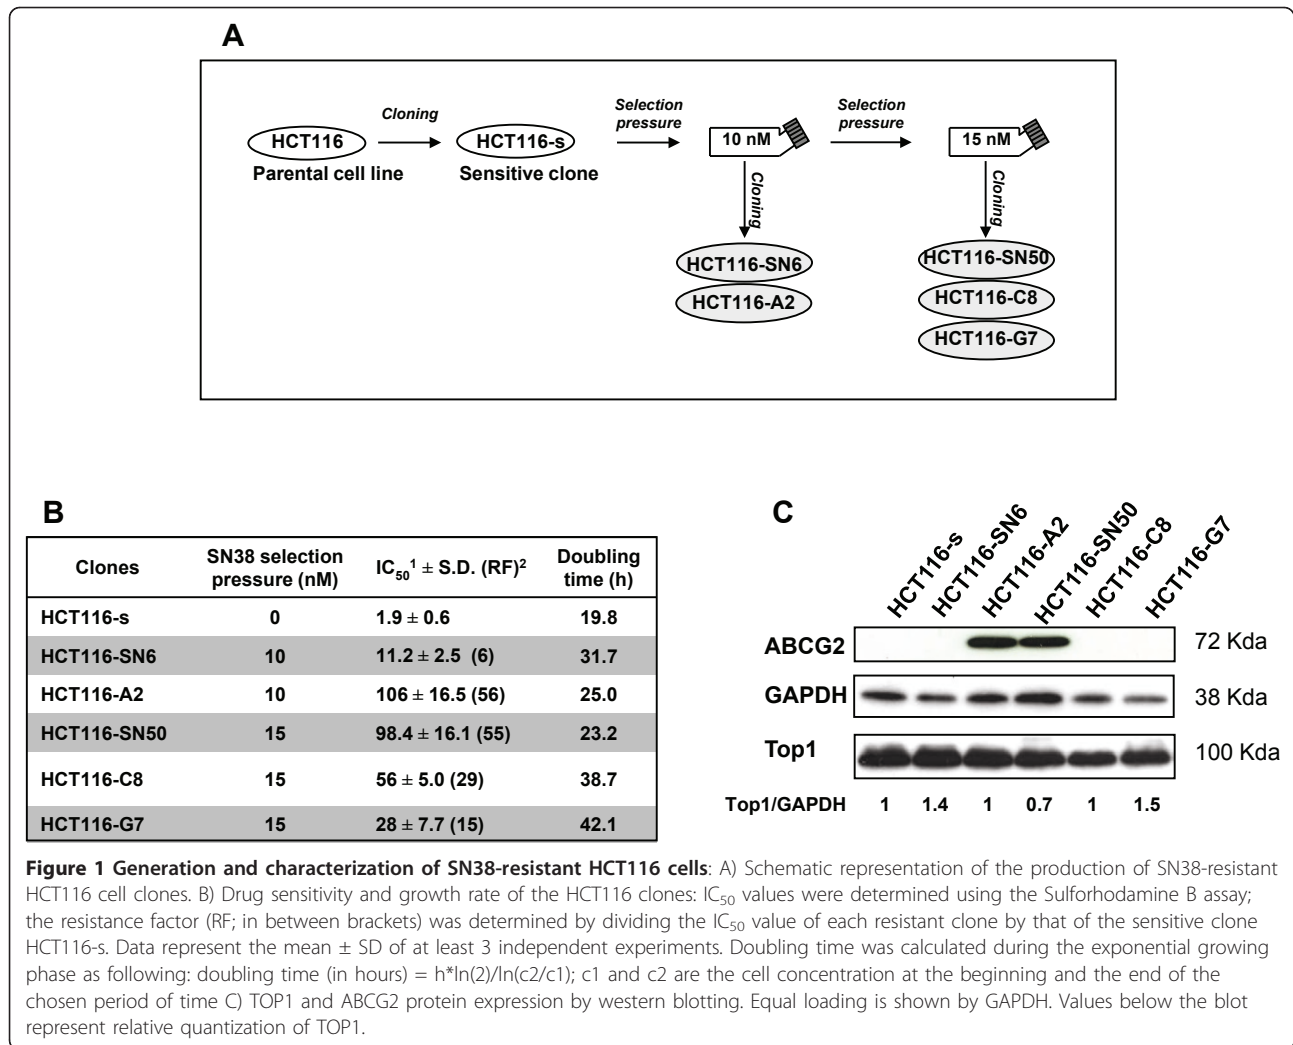 A
Cloning
Selection
pressure
Selection
pressure
HCT116
HCT116-s
10 nM
15 nM
Parental cell line
Sensitive clone
Cloning
Cloning
HCT116-SN6
HCT116-A2
HCT116-SN50
HCT116-C8
HCT116-G7
B
Clones SN38 selection pressure (nM) IC50¹ ± S.D. (RF)² Doubling time (h)
HCT116-s 0 1.9 ± 0.6 19.8
HCT116-SN6 10 11.2 ± 2.5 (6) 31.7
HCT116-A2 10 106 ± 16.5 (56) 25.0
HCT116-SN50 15 98.4 ± 16.1 (55) 23.2
HCT116-C8 15 56 ± 5.0 (29) 38.7
HCT116-G7 15 28 ± 7.7 (15) 42.1
C
HCT116-s
HCT116-SN6
HCT116-A2
HCT116-SN50
HCT116-C8
HCT116-G7
ABCG2 72 Kda
GAPDH 38 Kda
Top1 100 Kda
Top1/GAPDH 1 1.4 1 0.7 1 1.5
Figure 1 Generation and characterization of SN38-resistant HCT116 cells: A) Schematic representation of the production of SN38-resistant
HCT116 cell clones. B) Drug sensitivity and growth rate of the HCT116 clones: IC50 values were determined using the Sulforhodamine B assay;
the resistance factor (RF; in between brackets) was determined by dividing the IC50 value of each resistant clone by that of the sensitive clone
HCT116-s. Data represent the mean ± SD of at least 3 independent experiments. Doubling time was calculated during the exponential growing
phase as following: doubling time (in hours) = h*ln(2)/ln(c2/c1); c1 and c2 are the cell concentration at the beginning and the end of the
chosen period of time C) TOP1 and ABCG2 protein expression by western blotting. Equal loading is shown by GAPDH. Values below the blot
represent relative quantization of TOP1.